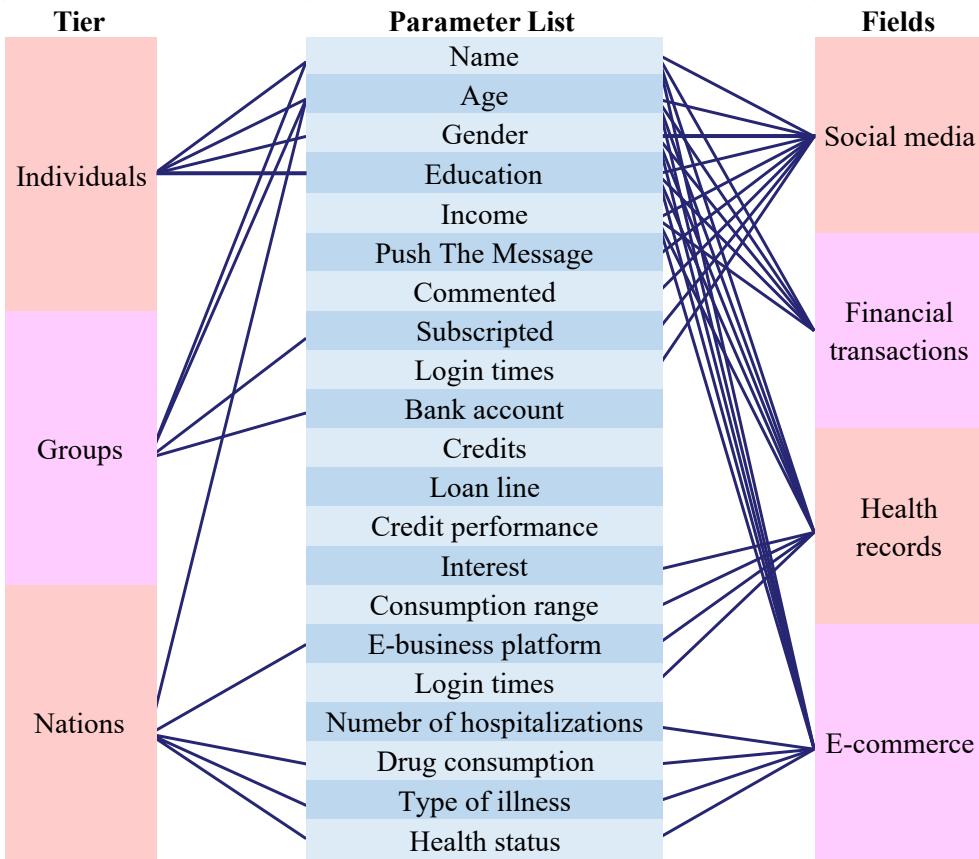 Tier
Parameter List
Fields
Individuals
Groups
Nations
Name
Age
Gender
Education
Income
Push The Message
Commented
Subscripted
Login times
Bank account
Credits
Loan line
Credit performance
Interest
Consumption range
E-business platform
Login times
Numebr of hospitalizations
Drug consumption
Type of illness
Health status
Social media
Financial
transactions
Health
records
E-commerce